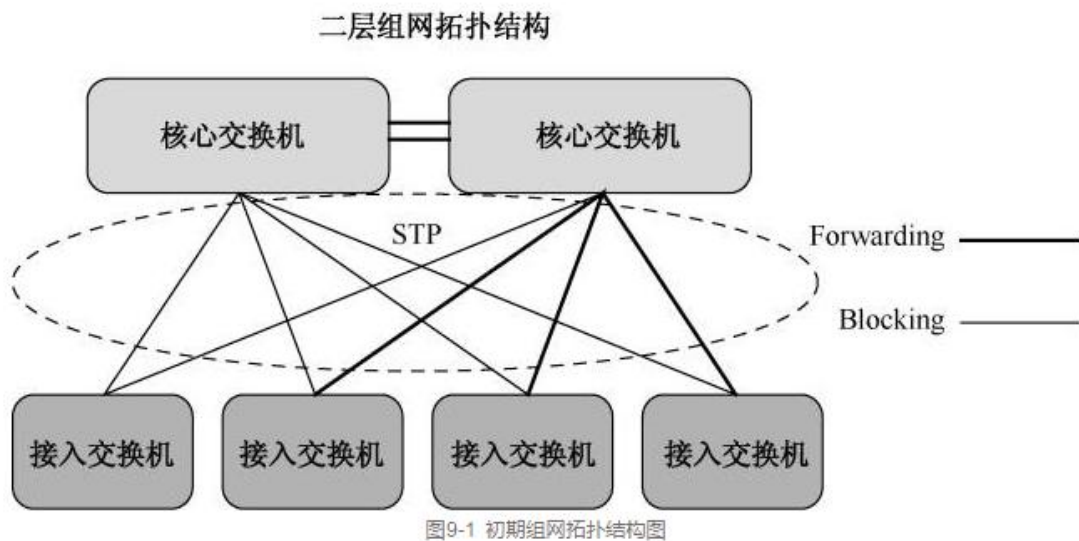 二层组网拓扑结构
核心交换机
核心交换机
STP
Forwarding
Blocking
接入交换机
接入交换机
接入交换机
接入交换机
图9-1 初期组网拓扑结构图